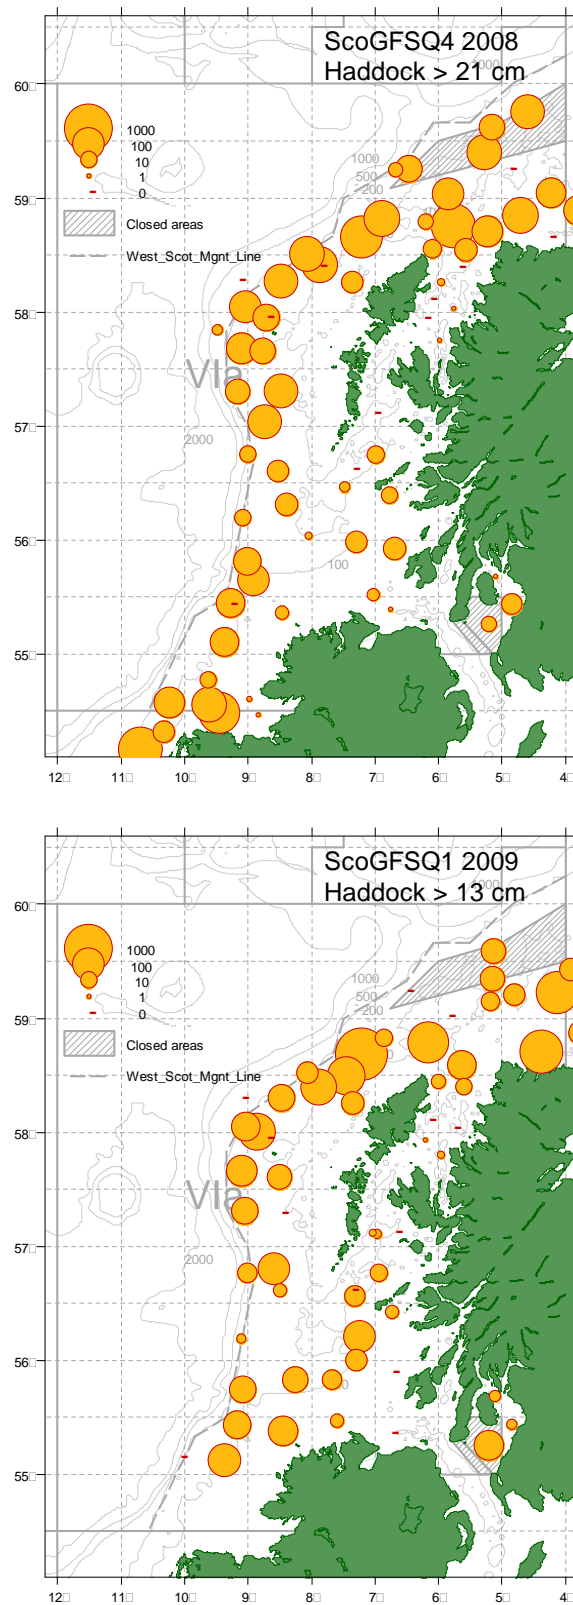 ScoGFSQ4 2008
Haddock > 21 cm
1000
60□
1000
100
10
1
0
1000
500
200
59□
Closed areas
West_Scot_Mgnt_Line
58□
VIa
57□
2000
56□
100
55□
12□ 11□ 10□ 9□ 8□ 7□ 6□ 5□ 4□
ScoGFSQ1 2009
Haddock > 13 cm
1000
60□
1000
100
10
1
0
1000
500
200
59□
Closed areas
West_Scot_Mgnt_Line
58□
VIa
57□
2000
56□
55□
12□ 11□ 10□ 9□ 8□ 7□ 6□ 5□ 4□